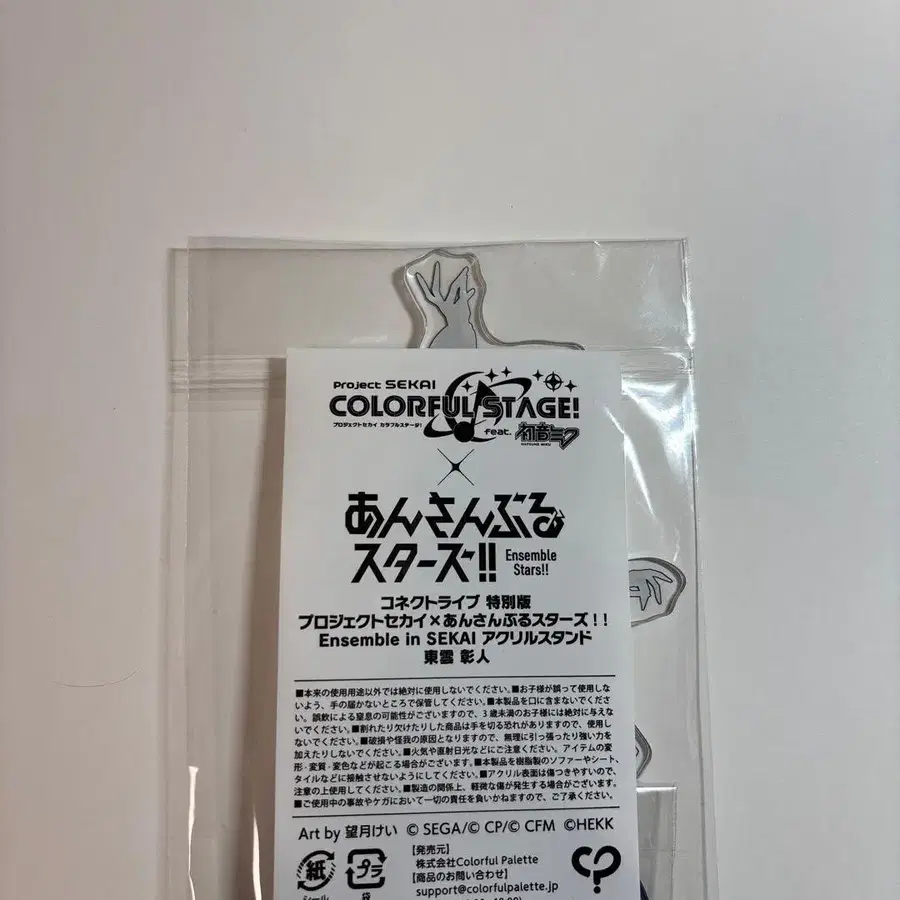 Project SEKAI
COLORFUL STAGE!
プロジェクトセカイ カラフルステージ!
feat. 初音ミク
HATSUNE MIKU
×
あんさんぶる
スターズ!!
Ensemble
Stars!!
コネクトライブ 特別版
プロジェクトセカイ×あんさんぶるスターズ!!
Ensemble in SEKAI アクリルスタンド
東雲 彰人
■本来の使用用途以外では絶対に使用しないでください。■お子様が誤って使用しな
いよう、手の届かないところで保管してください。■本製品を口に含まないでくださ
い。誤飲による窒息の可能性がございますので、3歳未満のお子様には絶対に与えな
いでください。■割れたり欠けたりした商品は手を切る恐れがありますので、使用し
ないでください。■破損や怪我の原因となりますので、無理に引っ張ったり強い力を
加えたりしないでください。■火気や直射日光などにご注意ください。アイテムの変
形・変質・変色などが起こる場合がございます。■本製品を樹脂製のソファーやシート、
タイルなどに接触させないようにしてください。■アクリル表面は傷つきやすいので、
注意の上使用してください。■製造の関係上、軽微な傷が発生する場合がございます。
■ご使用中の事故やケガにおいて一切の責任を負いかねますので、ご了承ください。
Art by 望月けい © SEGA/© CP/© CFM ©HEKK
紙
プラ
【発売元】
株式会社Colorful Palette
【商品のお問い合わせ】
support@colorfulpalette.jp